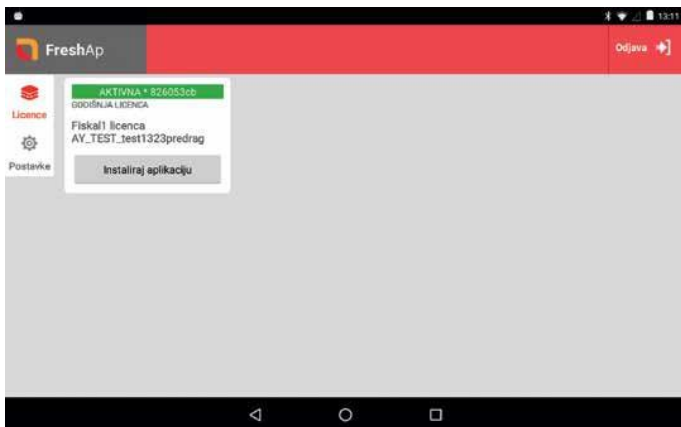 13:11
FreshAp
Odjava
Licence
Postavke
AKTIVNA * 826053cb
GODIŠNJA LICENCA
Fiskal1 licenca
AY_TEST_test1323predrag
Instaliraj aplikaciju